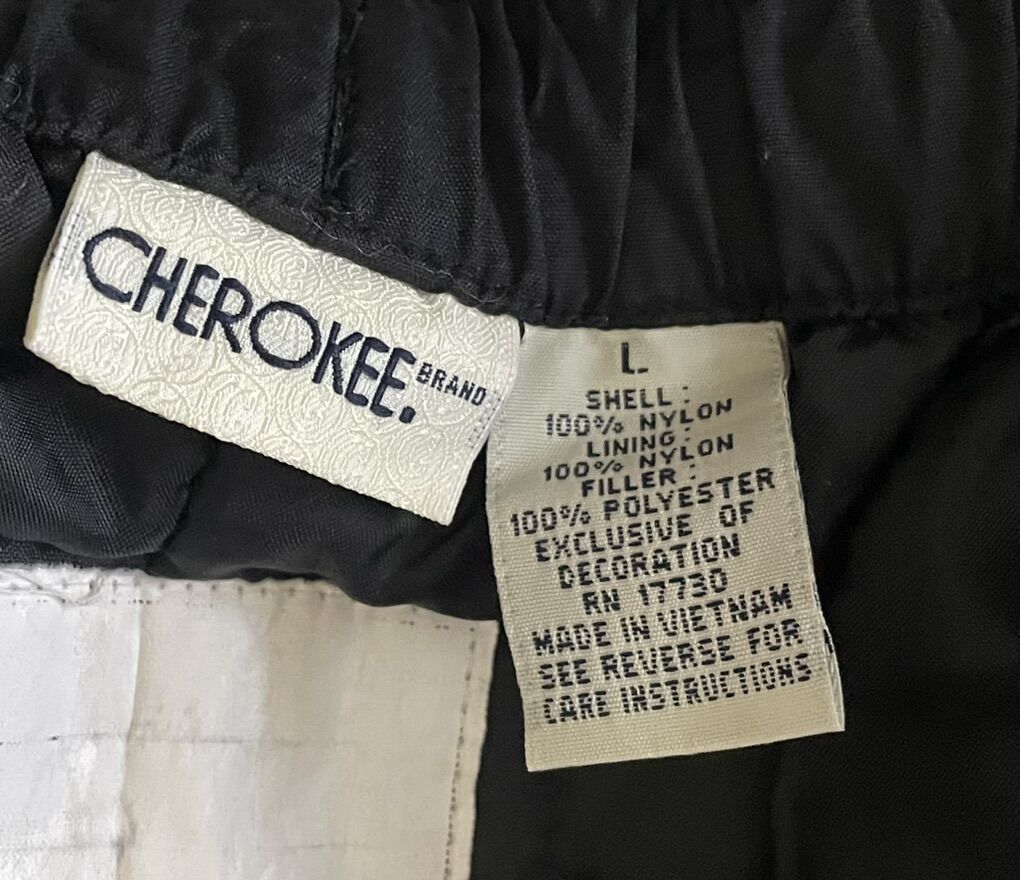 CHEROKEE. BRAND
L
SHELL :
100% NYLON
LINING :
100% NYLON
FILLER :
100% POLYESTER
EXCLUSIVE OF
DECORATION
RN 17730
MADE IN VIETNAM
SEE REVERSE FOR
CARE INSTRUCTIONS